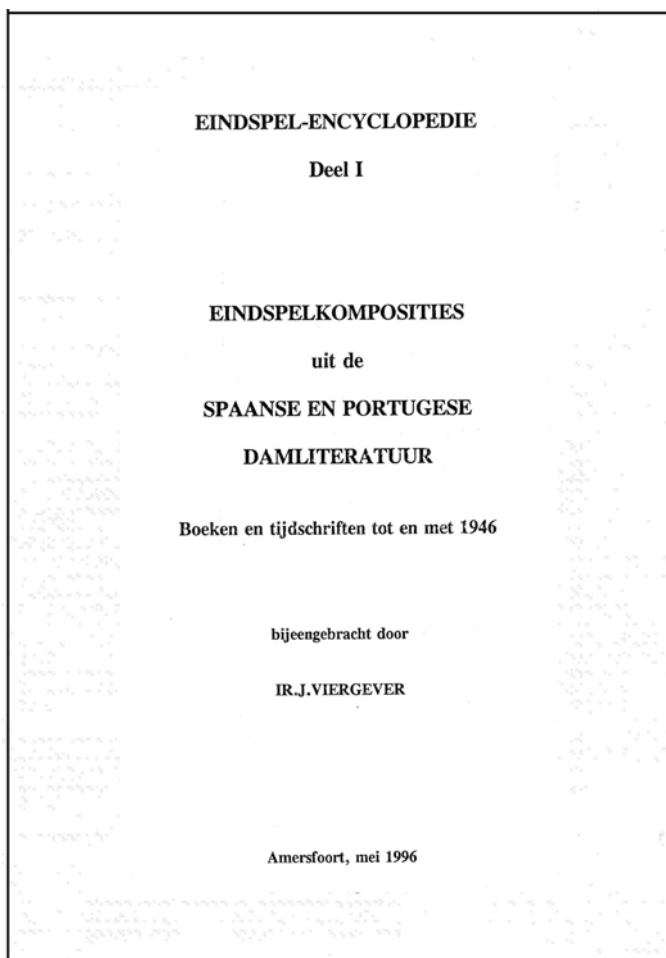 EINDSPEL-ENCYCLOPEDIE
Deel I
EINDSPELKOMPOSITIES
uit de
SPAANSE EN PORTUGESE
DAMLITERATUUR
Boeken en tijdschriften tot en met 1946
bijeengebracht door
IR.J.VIERGEVER
Amersfoort, mei 1996